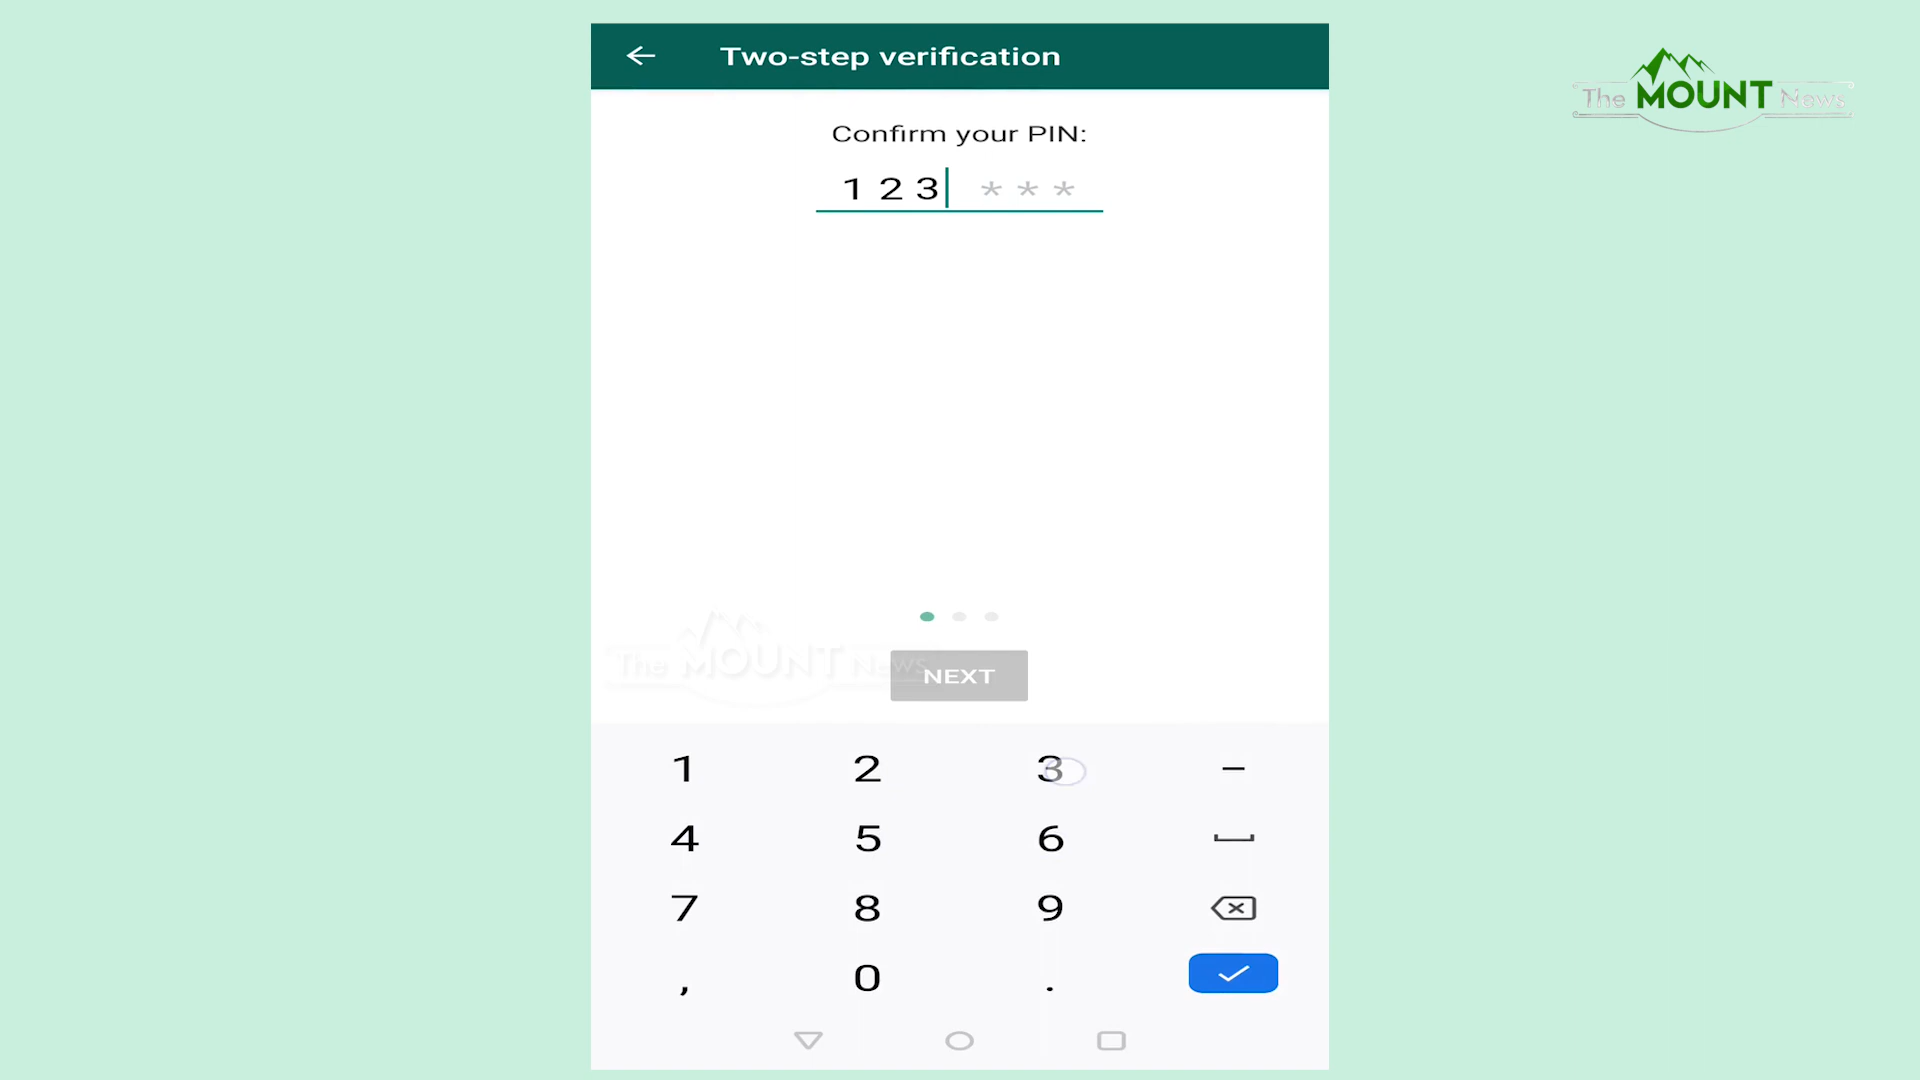 Two-step verification
The MOUNT News
Confirm your PIN:
1 2 3 * * *
The MOUNT News
NEXT
1 2 3 –
4 5 6
7 8 9
, 0 .